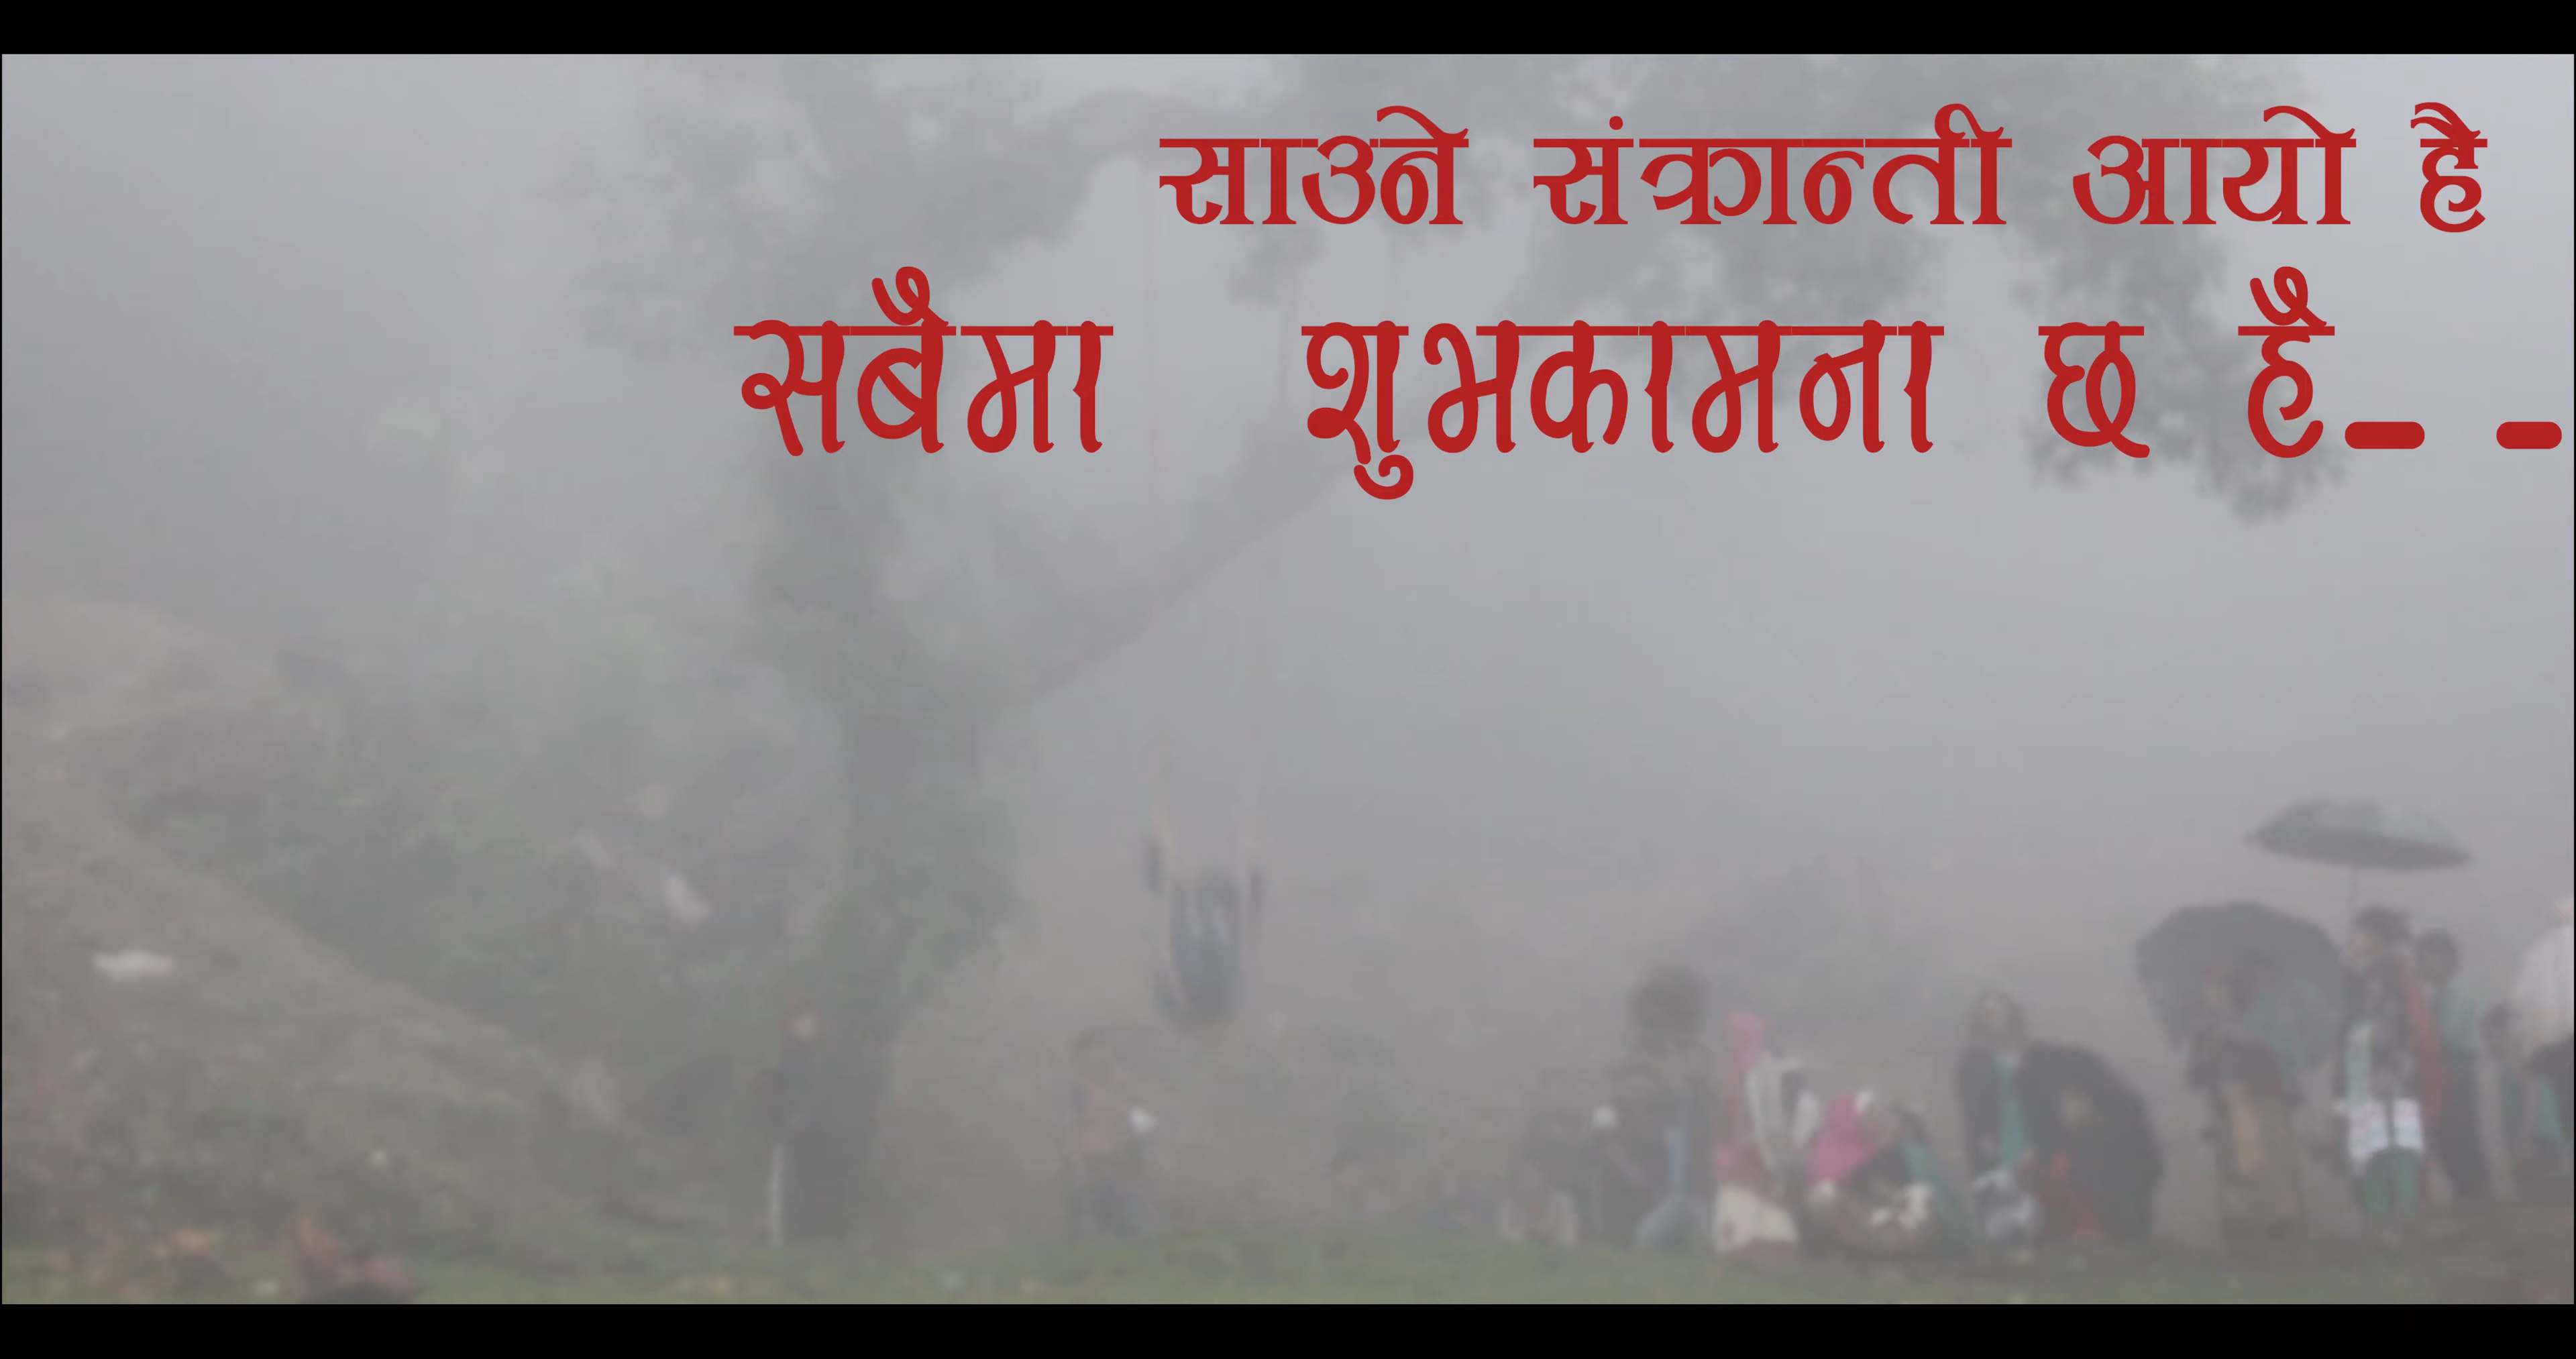 साउने संक्रान्ती आयो है
सबैमा शुभकामना छ है- -